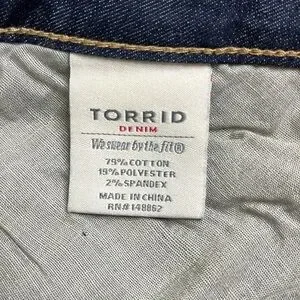 TORRID
DENIM
We swear by the fit®
79% COTTON
19% POLYESTER
2% SPANDEX
MADE IN CHINA
RN# 148862